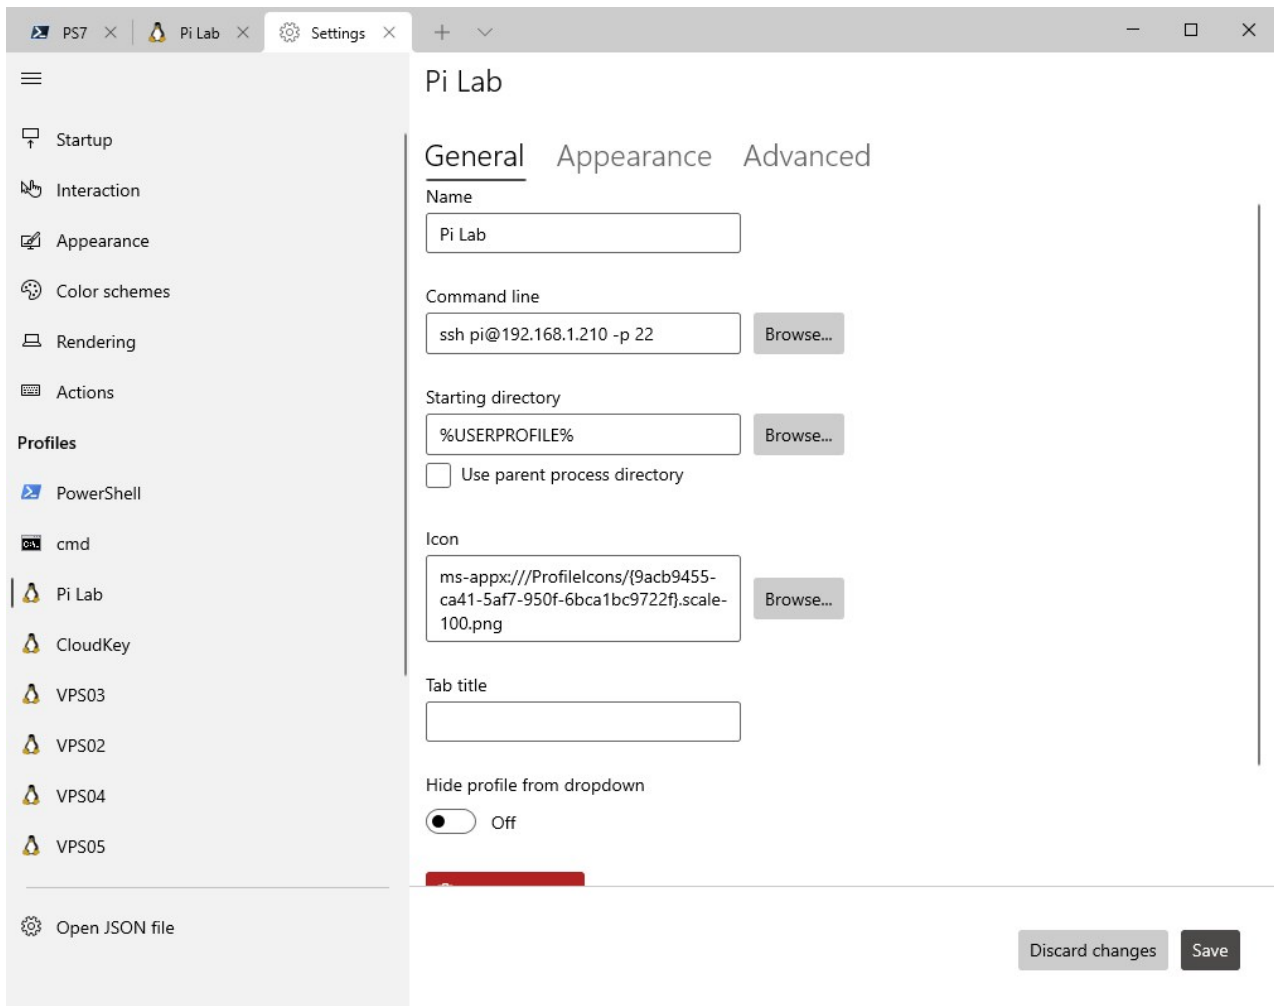 PS7
Pi Lab
Settings
Startup
Interaction
Appearance
Color schemes
Rendering
Actions
Profiles
PowerShell
cmd
Pi Lab
CloudKey
VPS03
VPS02
VPS04
VPS05
Open JSON file
Pi Lab
General Appearance Advanced
Name
Pi Lab
Command line
ssh pi@192.168.1.210 -p 22
Browse...
Starting directory
%USERPROFILE%
Browse...
Use parent process directory
Icon
ms-appx:///ProfileIcons/{9acb9455-
ca41-5af7-950f-6bca1bc9722f}.scale-
100.png
Browse...
Tab title
Hide profile from dropdown
Off
Discard changes
Save